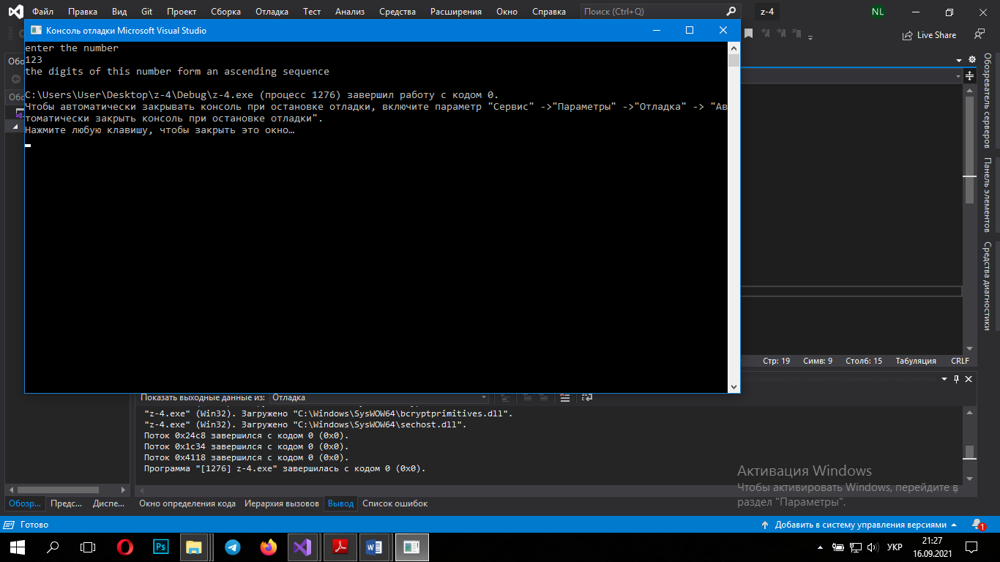 Файл Правка Вид Git Проект Сборка Отладка Тест Анализ Средства Расширения Окно Справка Поиск (Ctrl+Q) z-4 NL
Консоль отладки Microsoft Visual Studio
Live Share
enter the number
123
the digits of this number form an ascending sequence
C:\Users\User\Desktop\z-4\Debug\z-4.exe (процесс 1276) завершил работу с кодом 0.
Чтобы автоматически закрывать консоль при остановке отладки, включите параметр "Сервис" ->"Параметры" ->"Отладка" -> "Ав
томатически закрыть консоль при остановке отладки".
Нажмите любую клавишу, чтобы закрыть это окно…
Обозреватель серверов
Панель элементов
Средства диагностики
Стр: 19 Симв: 9 Столб: 15 Табуляция CRLF
Показать выходные данные из: Отладка
"z-4.exe" (Win32). Загружено "C:\Windows\SysWOW64\bcryptprimitives.dll".
"z-4.exe" (Win32). Загружено "C:\Windows\SysWOW64\sechost.dll".
Поток 0x24c8 завершился с кодом 0 (0x0).
Поток 0x1c34 завершился с кодом 0 (0x0).
Поток 0x4118 завершился с кодом 0 (0x0).
Программа "[1276] z-4.exe" завершилась с кодом 0 (0x0).
Активация Windows
Чтобы активировать Windows, перейдите в
раздел "Параметры".
Обозр... Предс... Диспе... Окно определения кода Иерархия вызовов Вывод Список ошибок
Готово Добавить в систему управления версиями 1
Ps W УКР 21:27
16.09.2021